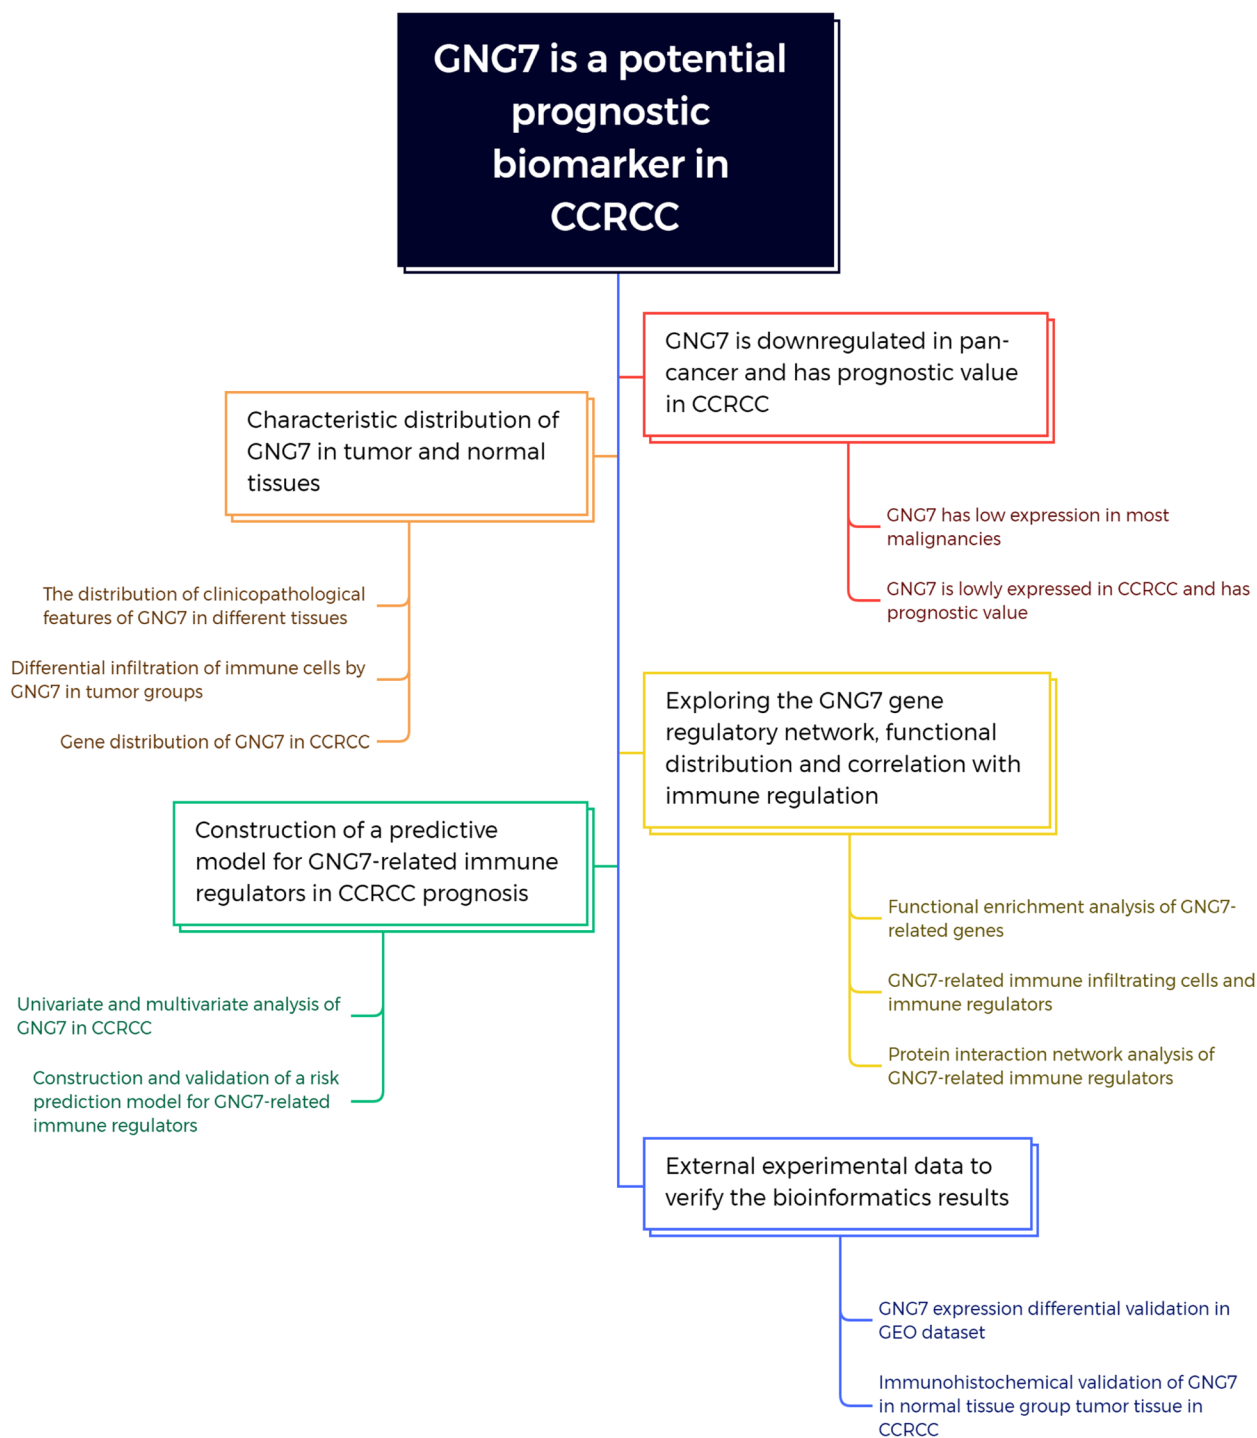 GNG7 is a potential
prognostic
biomarker in
CCRCC
GNG7 is downregulated in pan-
cancer and has prognostic value
in CCRCC
GNG7 has low expression in most
malignancies
GNG7 is lowly expressed in CCRCC and has
prognostic value
Characteristic distribution of
GNG7 in tumor and normal
tissues
The distribution of clinicopathological
features of GNG7 in different tissues
Differential infiltration of immune cells by
GNG7 in tumor groups
Gene distribution of GNG7 in CCRCC
Exploring the GNG7 gene
regulatory network, functional
distribution and correlation with
immune regulation
Functional enrichment analysis of GNG7-
related genes
GNG7-related immune infiltrating cells and
immune regulators
Protein interaction network analysis of
GNG7-related immune regulators
Construction of a predictive
model for GNG7-related immune
regulators in CCRCC prognosis
Univariate and multivariate analysis of
GNG7 in CCRCC
Construction and validation of a risk
prediction model for GNG7-related
immune regulators
External experimental data to
verify the bioinformatics results
GNG7 expression differential validation in
GEO dataset
Immunohistochemical validation of GNG7
in normal tissue group tumor tissue in
CCRCC